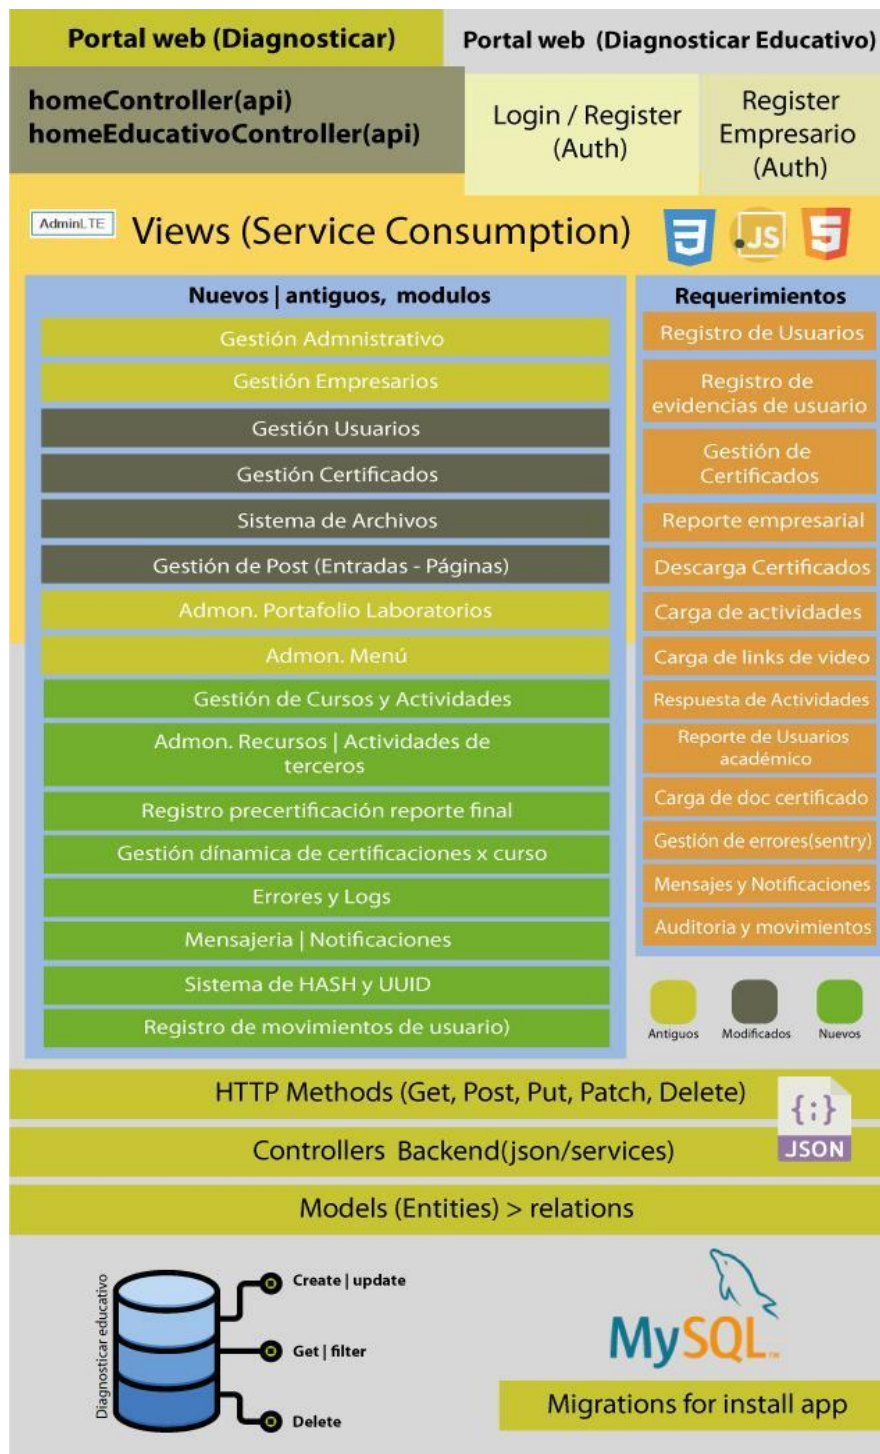 Portal web (Diagnosticar)
Portal web (Diagnosticar Educativo)
homeController(api)
homeEducativoController(api)
Login / Register
(Auth)
Register
Empresario
(Auth)
AdminLTE
Views (Service Consumption)
3
JS
5
Nuevos | antiguos, modulos
Gestión Admnistrativo
Gestión Empresarios
Gestión Usuarios
Gestión Certificados
Sistema de Archivos
Gestión de Post (Entradas - Páginas)
Admon. Portafolio Laboratorios
Admon. Menú
Gestión de Cursos y Actividades
Admon. Recursos | Actividades de
terceros
Registro precertificación reporte final
Gestión dínamica de certificaciones x curso
Errores y Logs
Mensajeria | Notificaciones
Sistema de HASH y UUID
Registro de movimientos de usuario)
Requerimientos
Registro de Usuarios
Registro de
evidencias de usuario
Gestión de
Certificados
Reporte empresarial
Descarga Certificados
Carga de actividades
Carga de links de video
Respuesta de Actividades
Reporte de Usuarios
académico
Carga de doc certificado
Gestión de errores(sentry)
Mensajes y Notificaciones
Auditoria y movimientos
Antiguos
Modificados
Nuevos
HTTP Methods (Get, Post, Put, Patch, Delete)
{;}
JSON
Controllers Backend(json/services)
Models (Entities) > relations
Diagnosticar educativo
Create | update
Get | filter
Delete
MySQL™
Migrations for install app